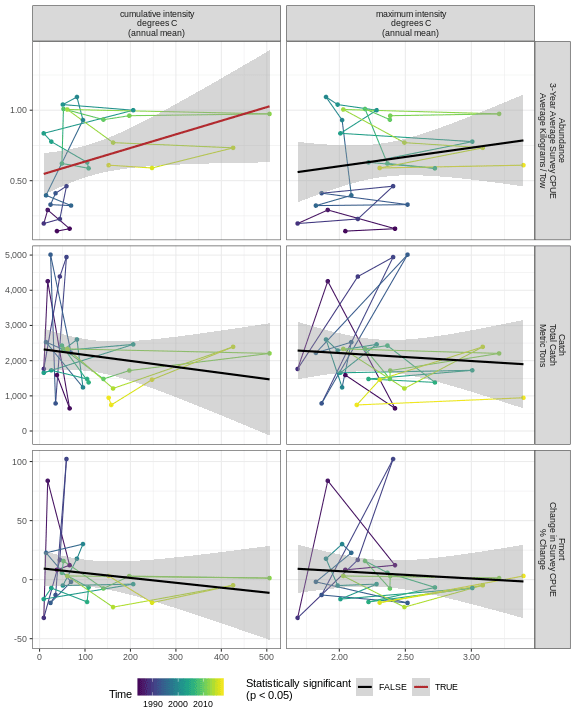 cumulative intensity
degrees C
(annual mean)
maximum intensity
degrees C
(annual mean)
1.00
0.50
Abundance
3-Year Average Survey CPUE
Average Kilograms / Tow
5,000
4,000
3,000
2,000
1,000
0
Catch
Total Catch
Metric Tons
100
50
0
-50
Fmort
Change in Survey CPUE
% Change
0
100
200
300
400
500
2.00
2.50
3.00
Time
1990 2000 2010
Statistically significant
(p < 0.05)
FALSE
TRUE